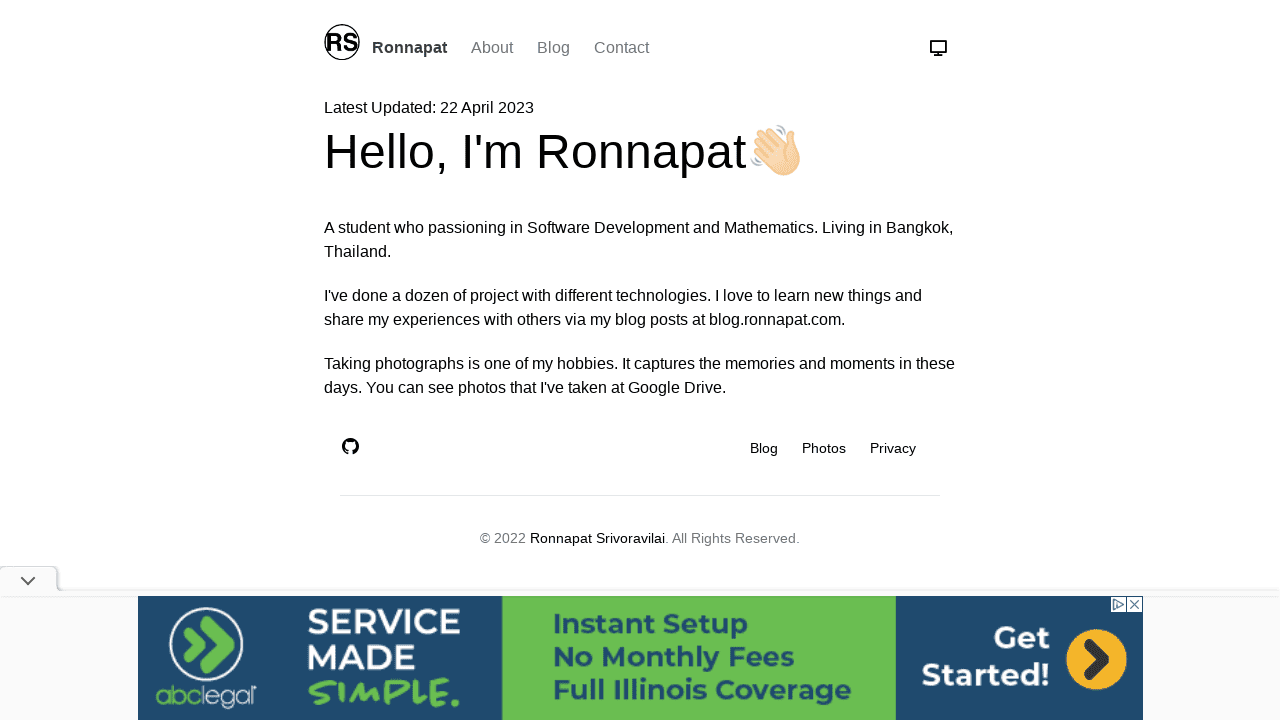 RS Ronnapat About Blog Contact
Latest Updated: 22 April 2023
Hello, I'm Ronnapat👋🏻
A student who passioning in Software Development and Mathematics. Living in Bangkok,
Thailand.
I've done a dozen of project with different technologies. I love to learn new things and
share my experiences with others via my blog posts at blog.ronnapat.com.
Taking photographs is one of my hobbies. It captures the memories and moments in these
days. You can see photos that I've taken at Google Drive.
Blog Photos Privacy
© 2022 Ronnapat Srivoravilai. All Rights Reserved.
abclegal
SERVICE
MADE
SIMPLE.
Instant Setup
No Monthly Fees
Full Illinois Coverage
Get
Started!